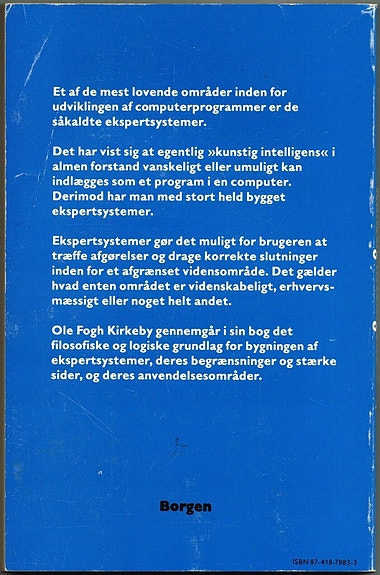 Et af de mest lovende områder inden for
udviklingen af computerprogrammer er de
såkaldte ekspertsystemer.
Det har vist sig at egentlig »kunstig intelligens« i
almen forstand vanskeligt eller umuligt kan
indlægges som et program i en computer.
Derimod har man med stort held bygget
ekspertsystemer.
Ekspertsystemer gør det muligt for brugeren at
træffe afgørelser og drage korrekte slutninger
inden for et afgrænset vidensområde. Det gælder
hvad enten området er videnskabeligt, erhvervs-
mæssigt eller noget helt andet.
Ole Fogh Kirkeby gennemgår i sin bog det
filosofiske og logiske grundlag for bygningen af
ekspertsystemer, deres begrænsninger og stærke
sider, og deres anvendelsesområder.
Borgen
ISBN 87-418-7883-3